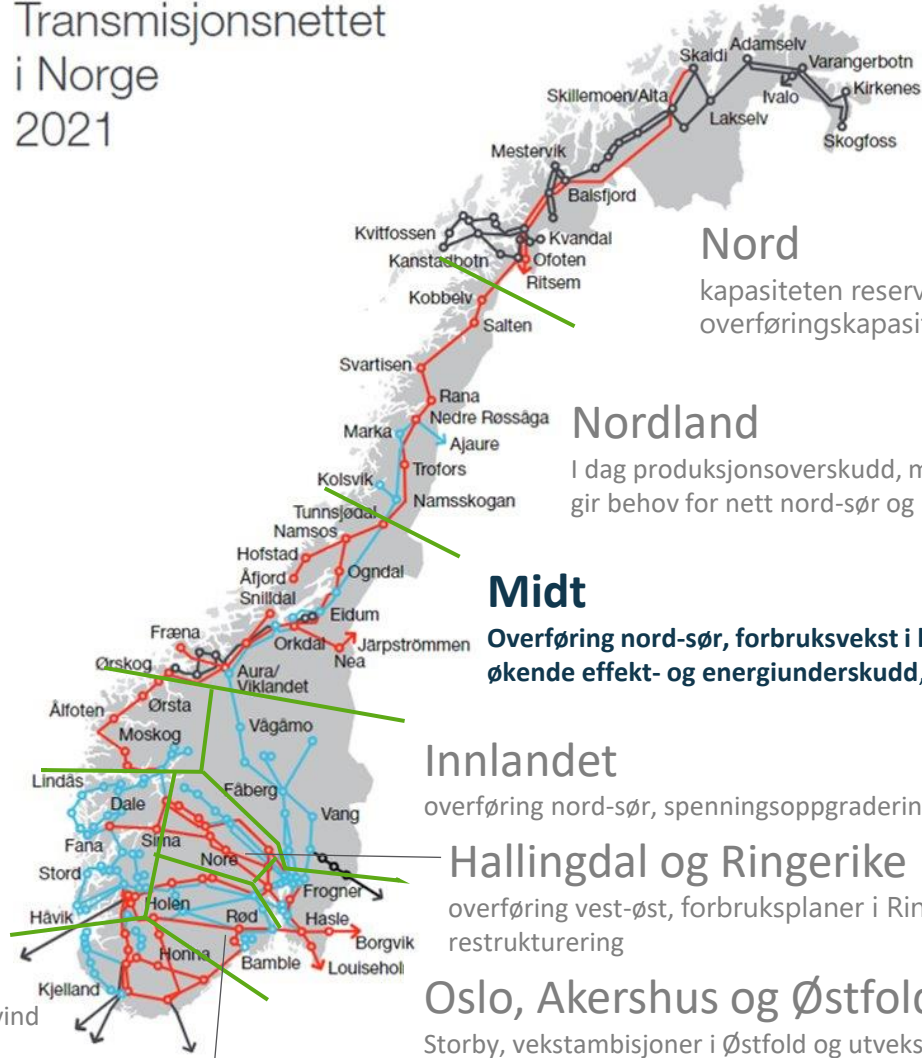 Transmisjonsnettet
i Norge
2021
Skaidi
Adamselv
Varangerbotn
Kirkenes
Ivalo
Skillemoen/Alta
Lakselv
Skogfoss
Mestervik
Balsfjord
Kvitfossen
Kvandal
Kanstadbotn
Ofoten
Ritsem
Kobbelv
Salten
Nord
kapasiteten reserv
overføringskapasit
Svartisen
Rana
Nedre Røssåga
Marka
Ajaure
Trofors
Kolsvik
Namsskogan
Nordland
I dag produksjonsoverskudd, m
gir behov for nett nord-sør og
Tunnsjødal
Namsos
Hofstad
Åfjord
Ogndal
Snilldal
Eidum
Fræna
Orkdal
Nea
Järpströmmen
Ørskog
Aura/
Viklandet
Midt
Overføring nord-sør, forbruksvekst i
økende effekt- og energiunderskudd,
Ørsta
Ålfoten
Moskog
Vågåmo
Lindås
Dale
Fåberg
Vang
Innlandet
overføring nord-sør, spenningsoppgraderin
Fana
Sima
Nore
Stord
Frogner
Hallingdal og Ringerike
overføring vest-øst, forbruksplaner i Rin
restrukturering
Håvik
Holen
Rød
Hasle
Borgvik
Honna
Bamble
Louisehol
Kjelland
vind
Oslo, Akershus og Østfold
Storby, vekstambisjoner i Østfold og utveks